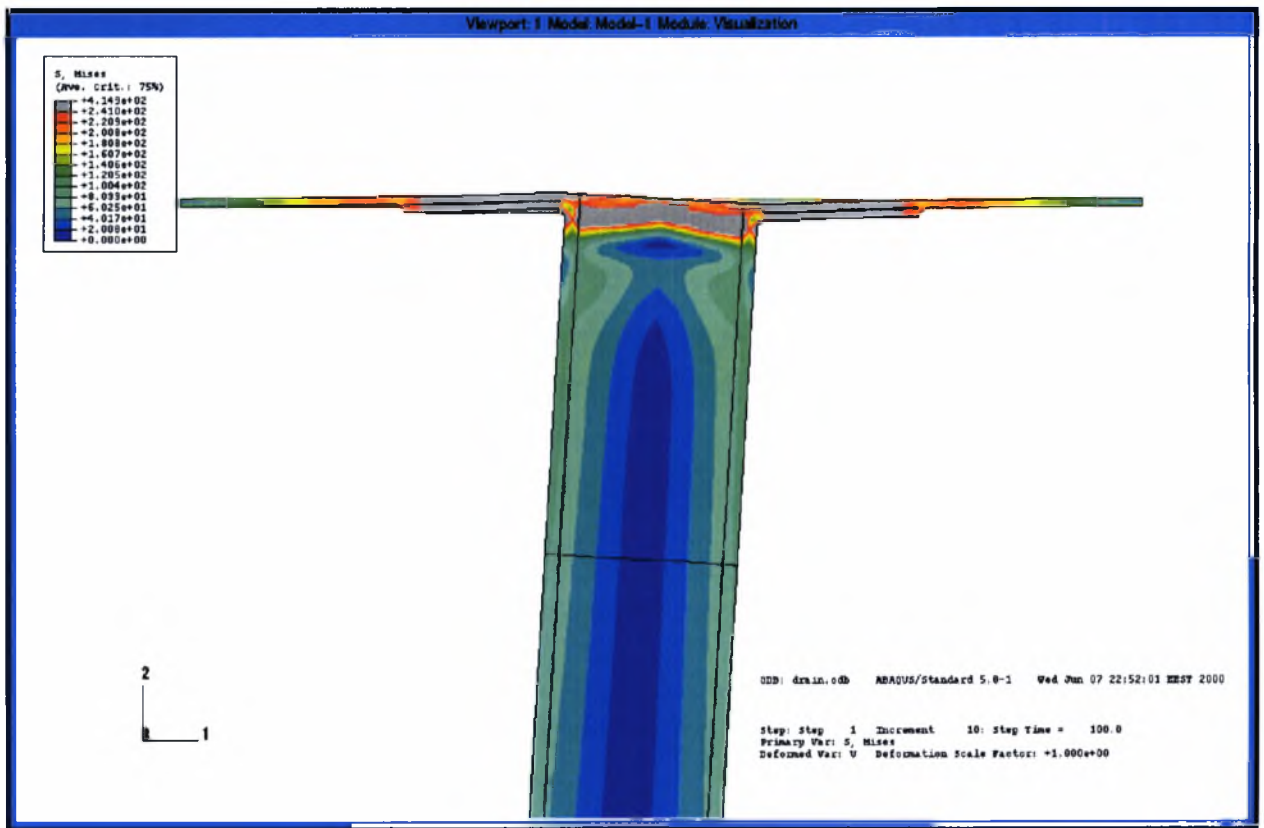 Viewport: 1 Model: Model-1 Module: Visualization
S, Mises
(Ave. Crit.: 75%)
+4.149e+02
+2.410e+02
+2.209e+02
+2.008e+02
+1.808e+02
+1.607e+02
+1.406e+02
+1.205e+02
+1.004e+02
+8.033e+01
+6.025e+01
+4.017e+01
+2.008e+01
+0.000e+00
2
1
ODB: drain.odb ABAQUS/Standard 5.8-1 Wed Jun 07 22:52:01 EEST 2000
Step: Step 1 Increment 10: Step Time = 100.0
Primary Var: S, Mises
Deformed Var: U Deformation Scale Factor: +1.000e+00